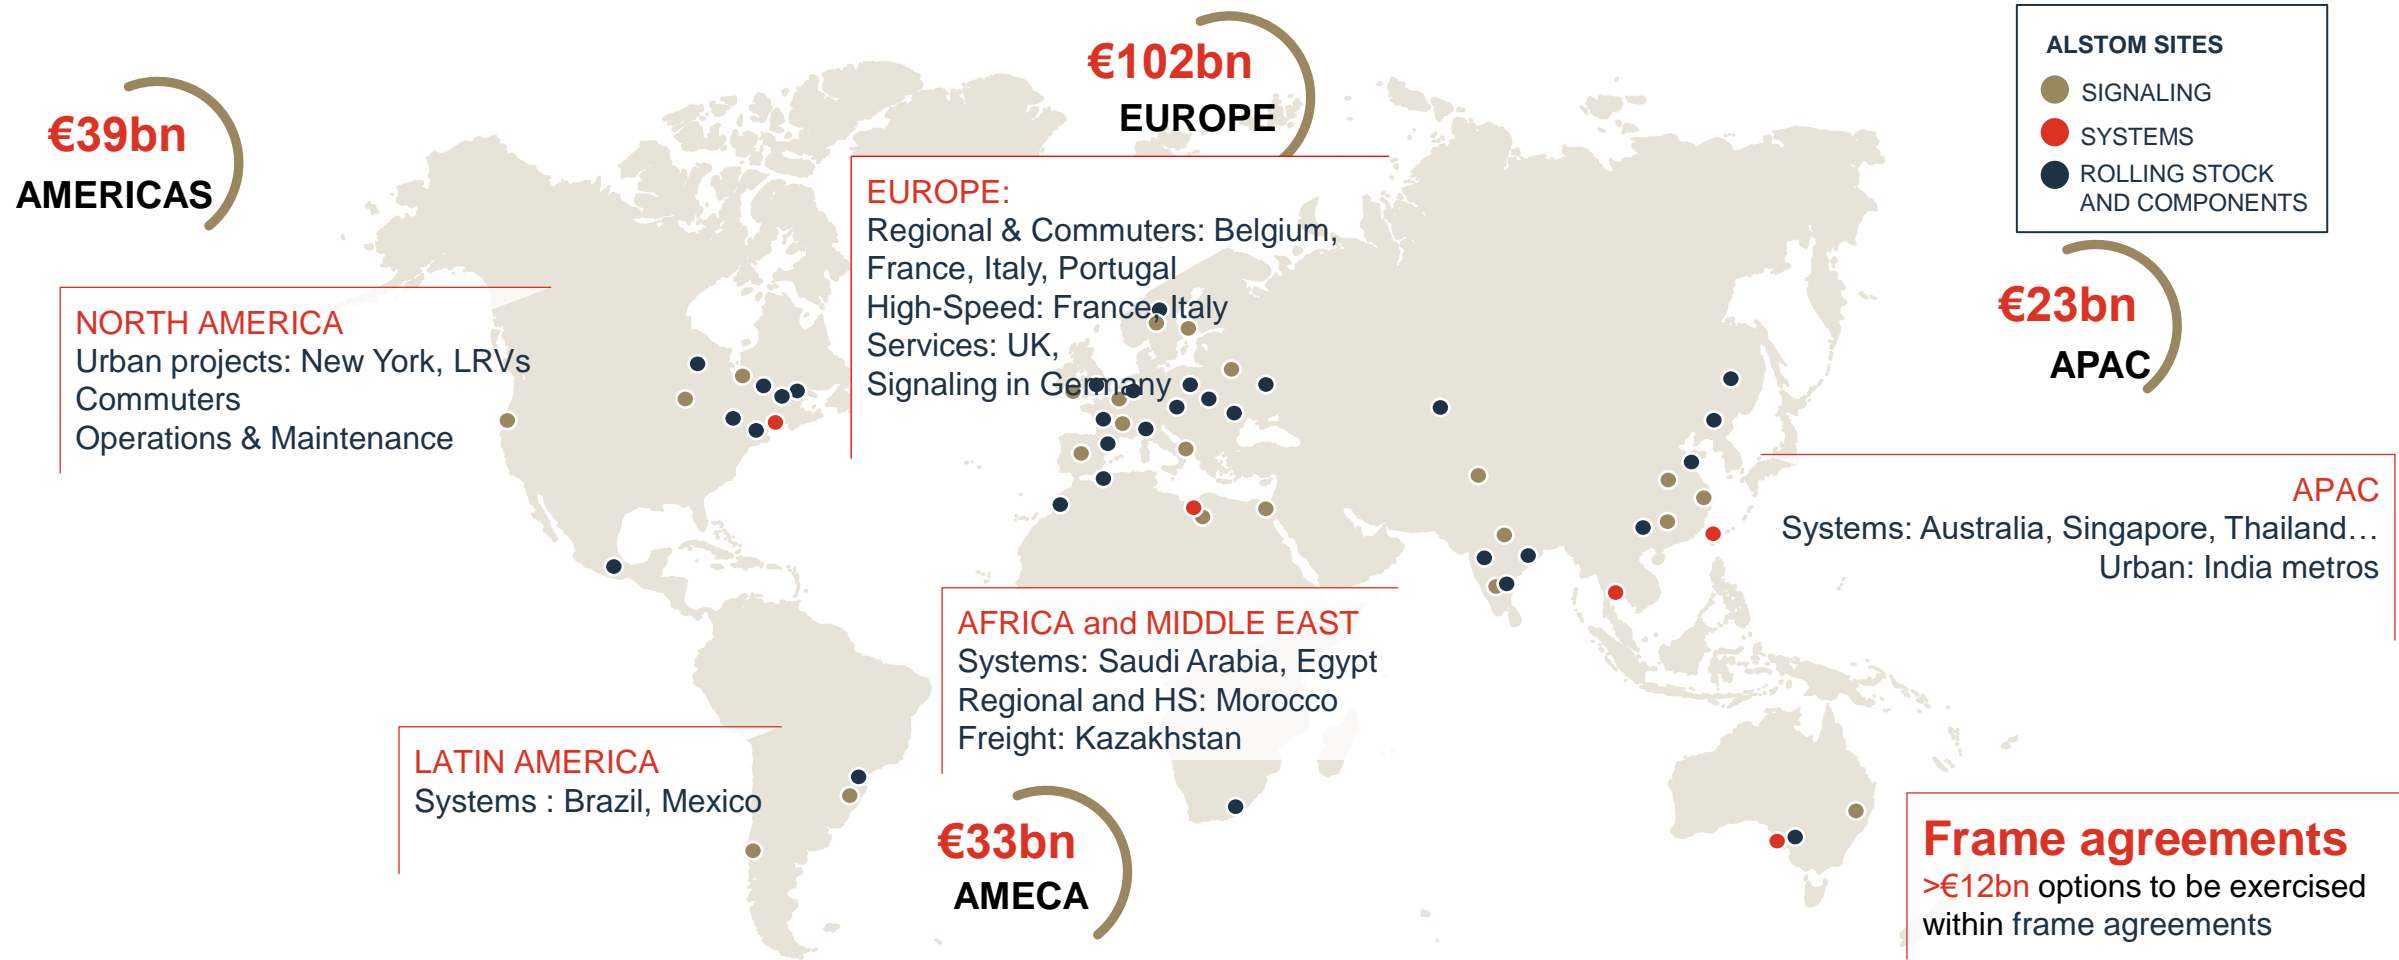 €39bn
AMERICAS
€102bn
EUROPE
ALSTOM SITES
SIGNALING
SYSTEMS
ROLLING STOCK
AND COMPONENTS
€23bn
APAC
NORTH AMERICA
Urban projects: New York, LRVs
Commuters
Operations & Maintenance
EUROPE:
Regional & Commuters: Belgium,
France, Italy, Portugal
High-Speed: France, Italy
Services: UK,
Signaling in Germany
APAC
Systems: Australia, Singapore, Thailand…
Urban: India metros
AFRICA and MIDDLE EAST
Systems: Saudi Arabia, Egypt
Regional and HS: Morocco
Freight: Kazakhstan
LATIN AMERICA
Systems : Brazil, Mexico
€33bn
AMECA
Frame agreements
>€12bn options to be exercised
within frame agreements